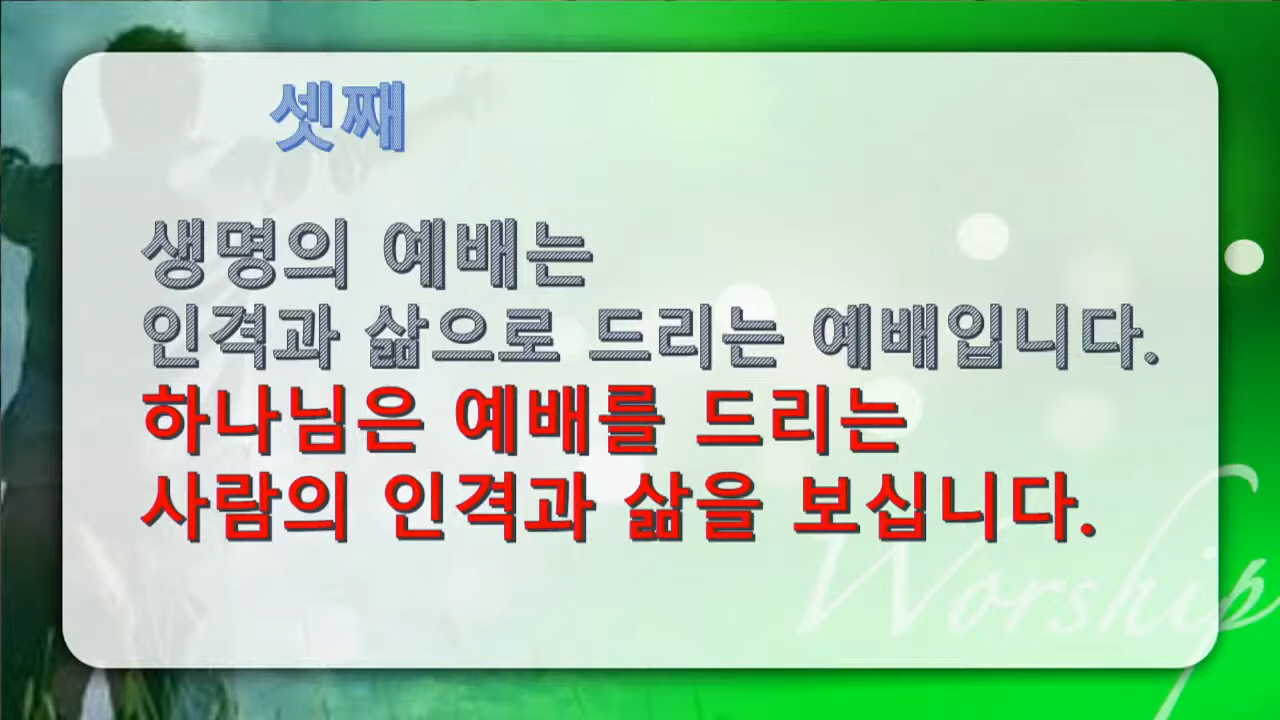 셋째
생명의 예배는
인격과 삶으로 드리는 예배입니다.
하나님은 예배를 드리는
사람의 인격과 삶을 보십니다.
Worship